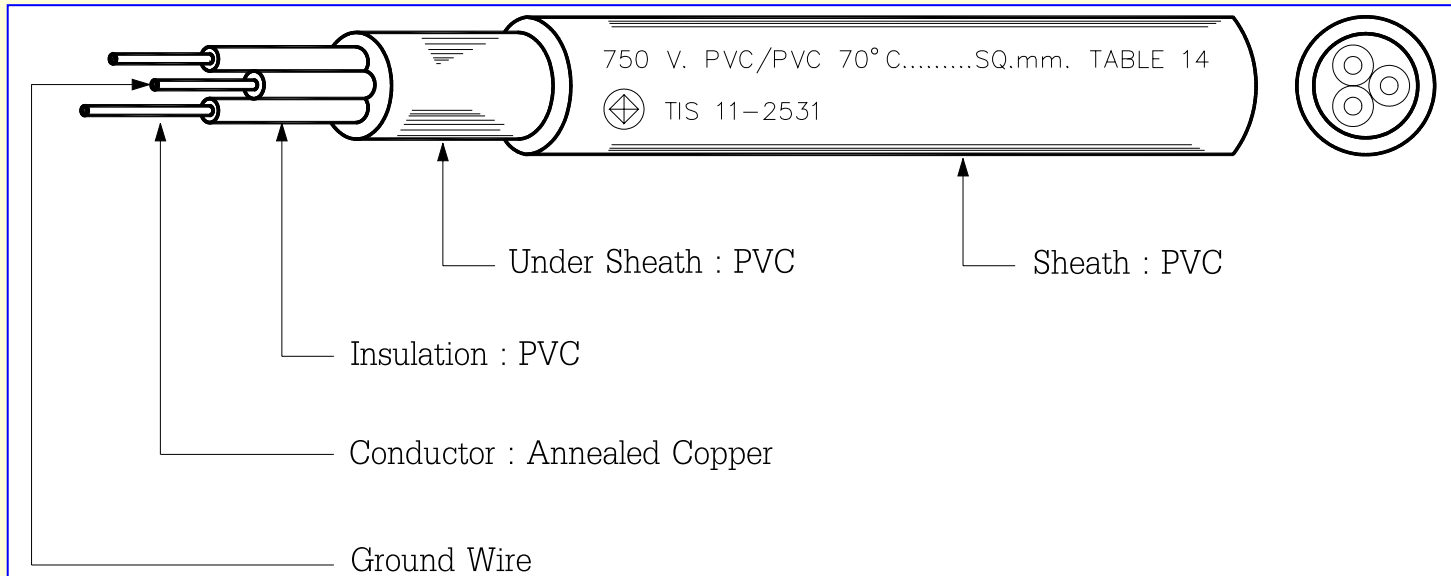 750 V. PVC/PVC 70°C.........SQ.mm. TABLE 14
TIS 11-2531
Under Sheath : PVC
Sheath : PVC
Insulation : PVC
Conductor : Annealed Copper
Ground Wire